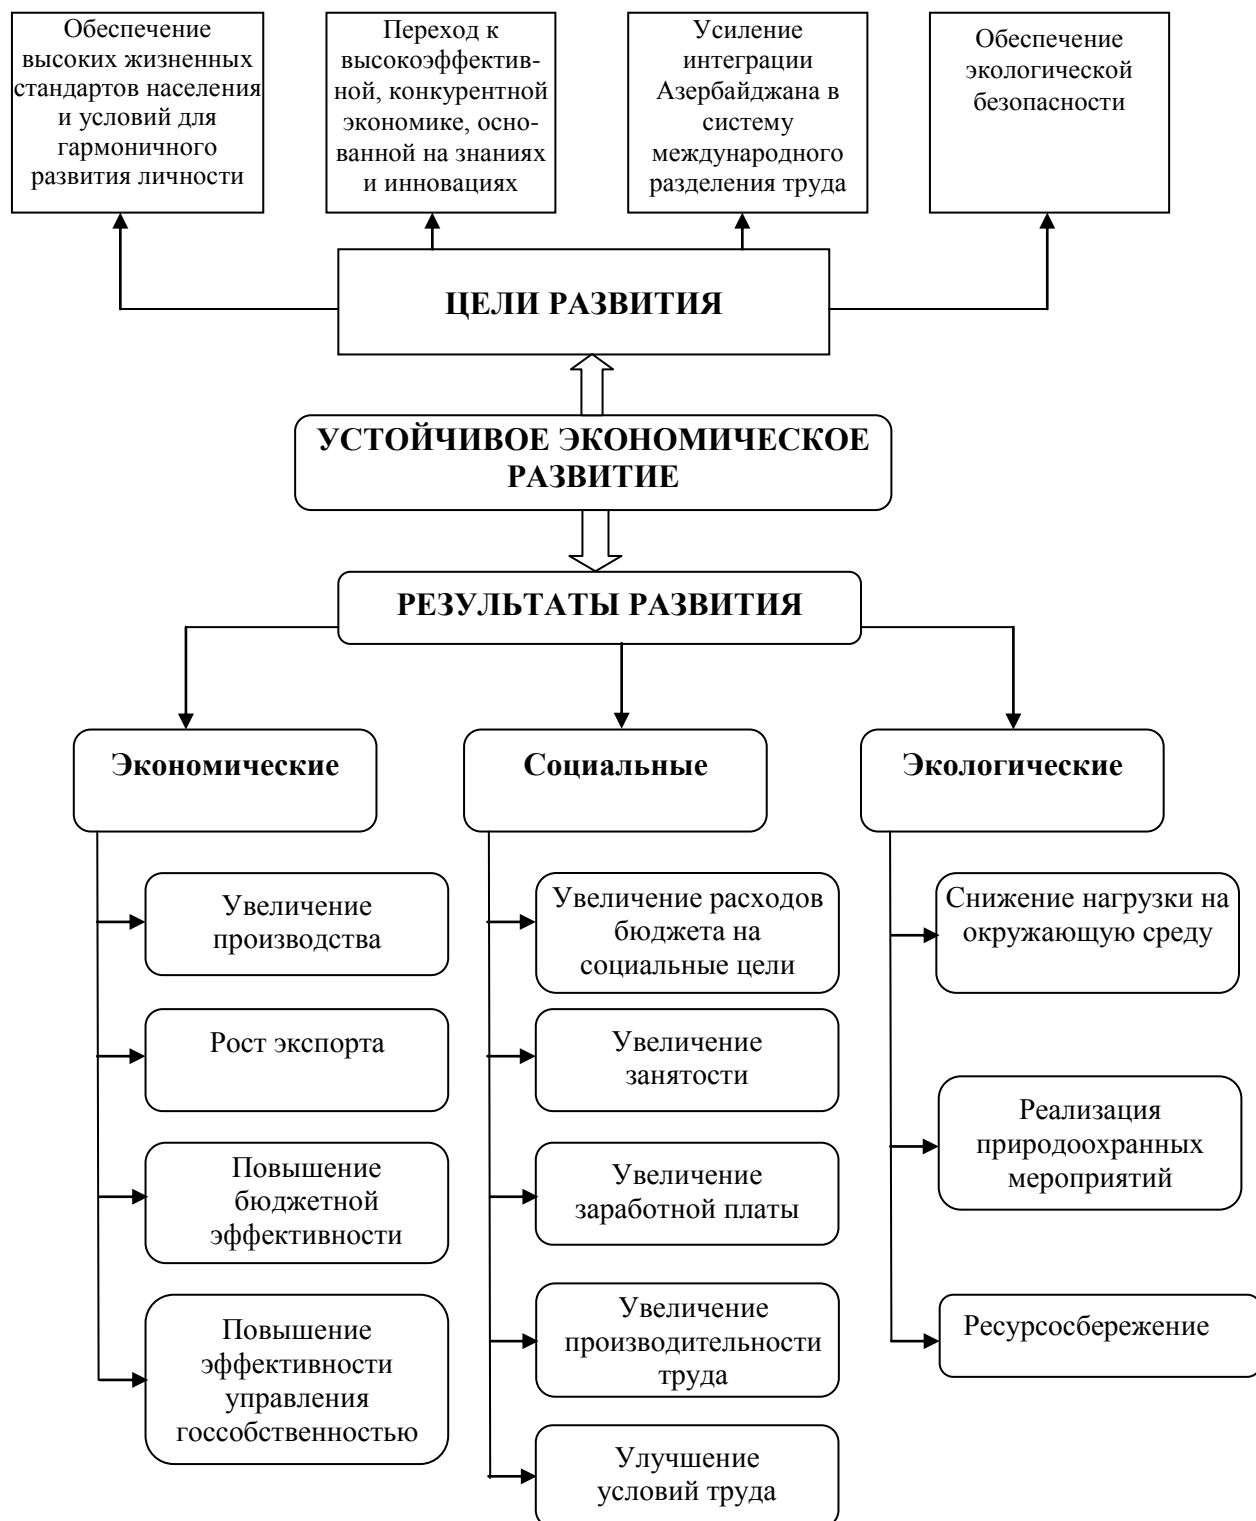 Обеспечение
высоких жизненных
стандартов населения
и условий для
гармоничного
развития личности
Переход к
высокоэффектив-
ной, конкурентной
экономике, осно-
ванной на знаниях
и инновациях
Усиление
интеграции
Азербайджана в
систему
международного
разделения труда
Обеспечение
экологической
безопасности
ЦЕЛИ РАЗВИТИЯ
УСТОЙЧИВОЕ ЭКОНОМИЧЕСКОЕ
РАЗВИТИЕ
РЕЗУЛЬТАТЫ РАЗВИТИЯ
Экономические
Увеличение
производства
Рост экспорта
Повышение
бюджетной
эффективности
Повышение
эффективности
управления
госсобственностью
Социальные
Увеличение расходов
бюджета на
социальные цели
Увеличение
занятости
Увеличение
заработной платы
Увеличение
производительности
труда
Улучшение
условий труда
Экологические
Снижение нагрузки на
окружающую среду
Реализация
природоохранных
мероприятий
Ресурсосбережение